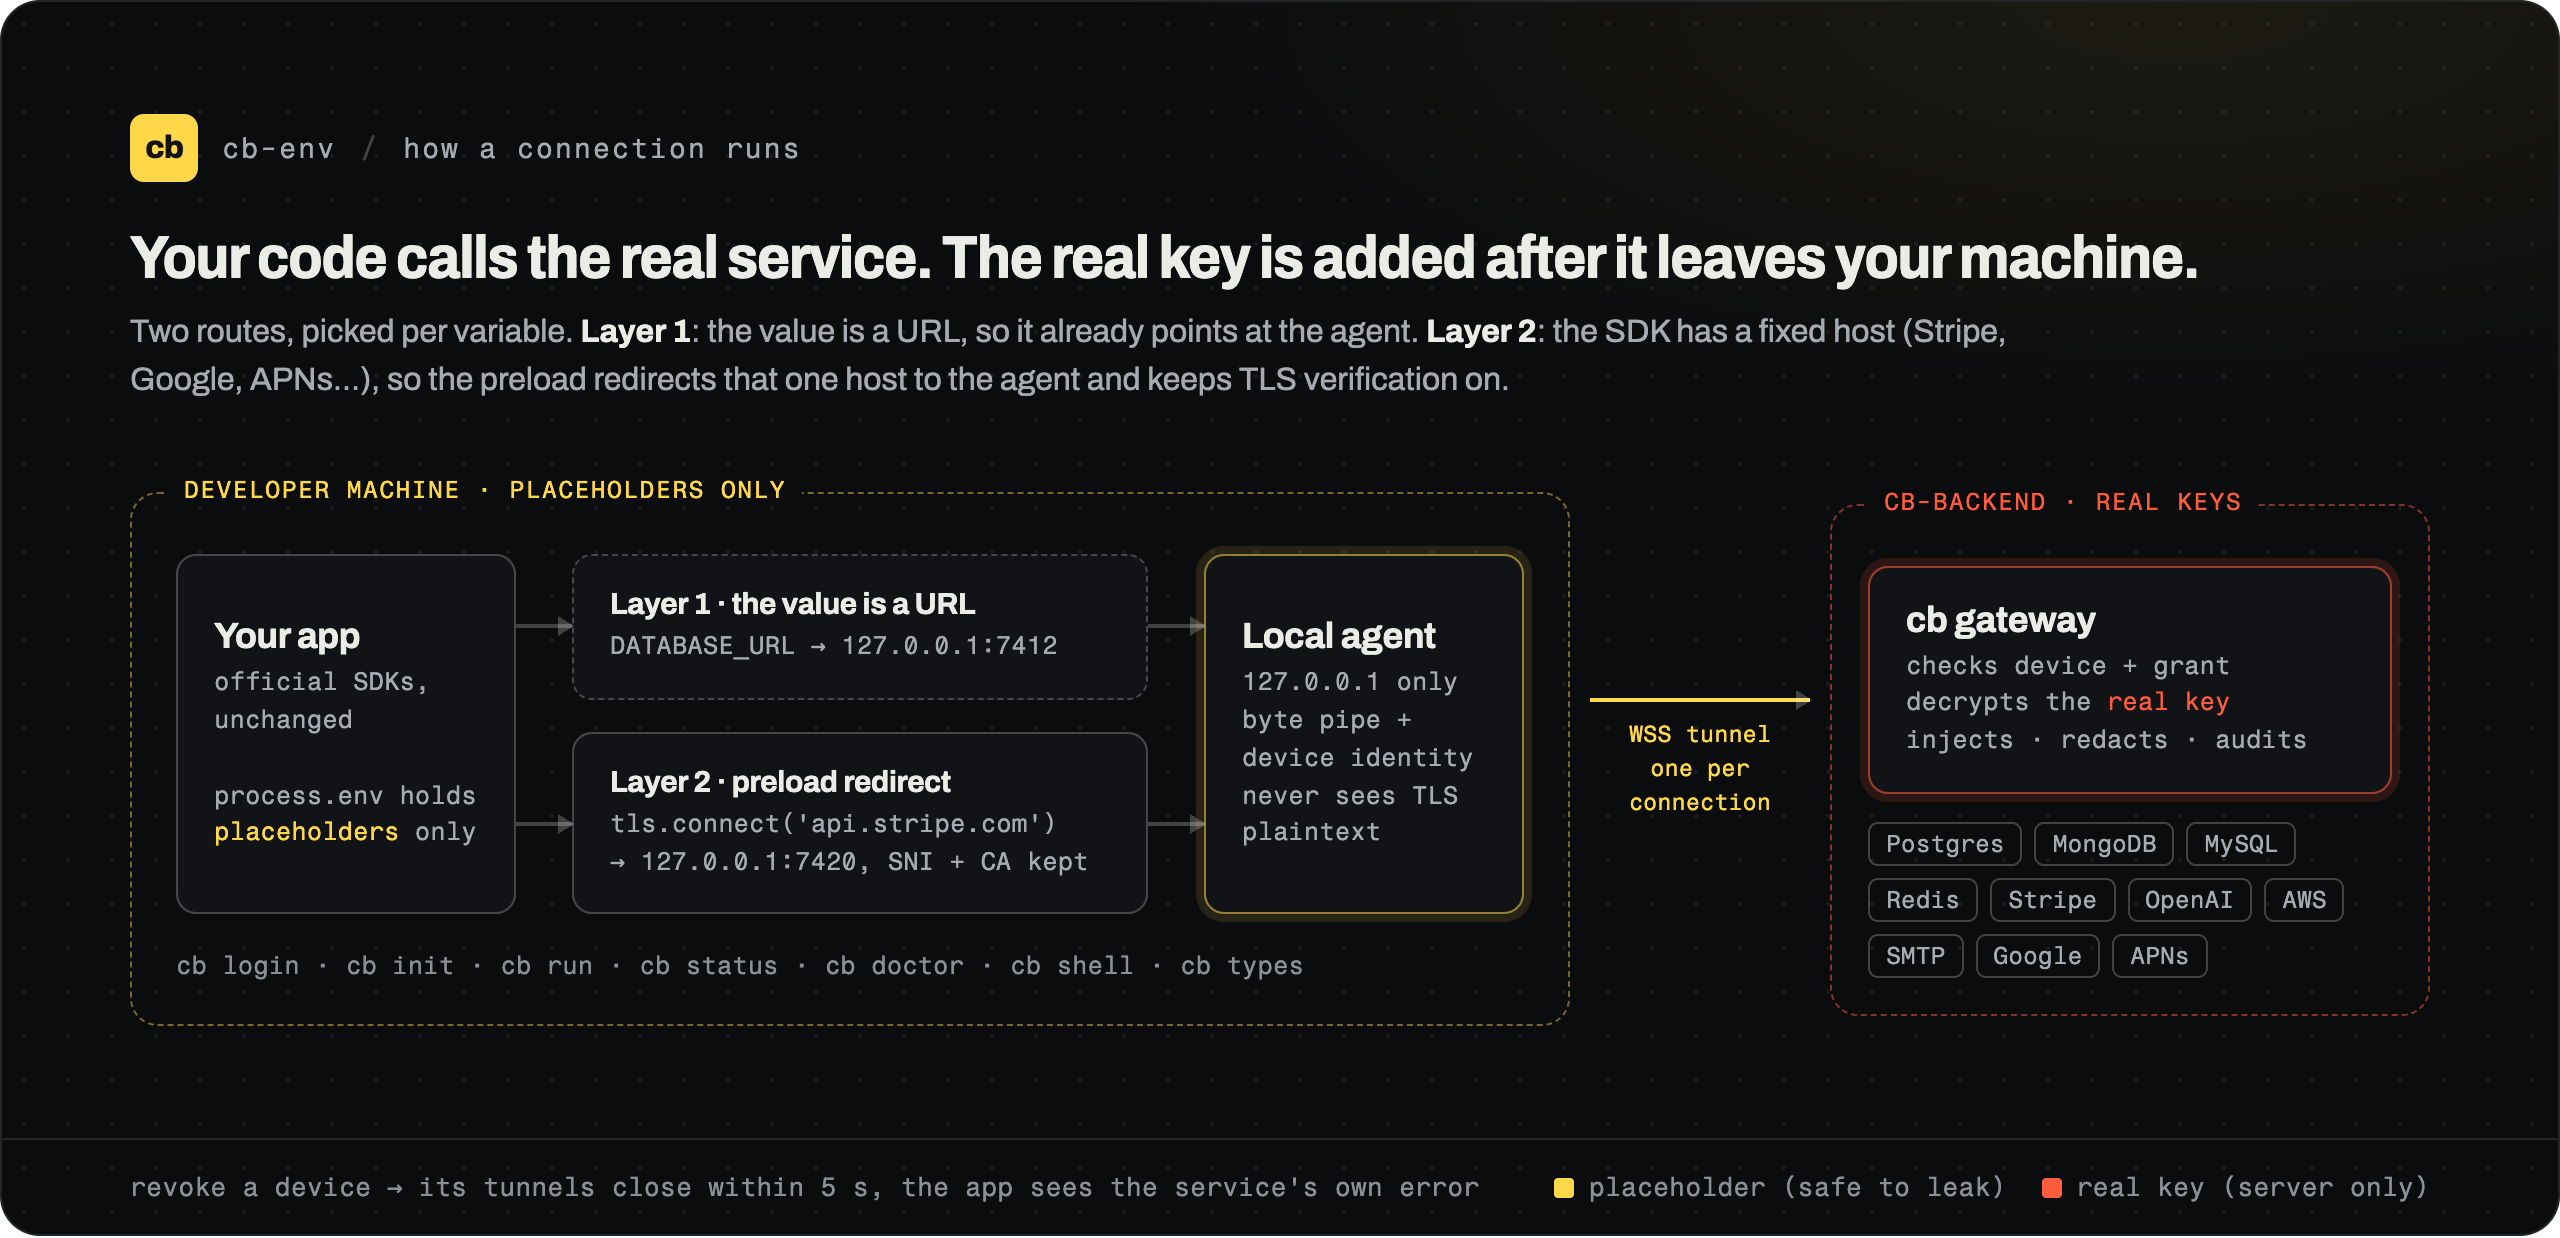 cb
cb-env / how a connection runs
Your code calls the real service. The real key is added after it leaves your machine.
Two routes, picked per variable. Layer 1: the value is a URL, so it already points at the agent. Layer 2: the SDK has a fixed host (Stripe,
Google, APNs...), so the preload redirects that one host to the agent and keeps TLS verification on.
DEVELOPER MACHINE · PLACEHOLDERS ONLY
Your app
official SDKs,
unchanged
process.env holds
placeholders only
Layer 1 · the value is a URL
DATABASE_URL → 127.0.0.1:7412
Layer 2 · preload redirect
tls.connect('api.stripe.com')
→ 127.0.0.1:7420, SNI + CA kept
Local agent
127.0.0.1 only
byte pipe +
device identity
never sees TLS
plaintext
cb login · cb init · cb run · cb status · cb doctor · cb shell · cb types
WSS tunnel
one per
connection
CB-BACKEND · REAL KEYS
cb gateway
checks device + grant
decrypts the real key
injects · redacts · audits
Postgres MongoDB MySQL
Redis Stripe OpenAI AWS
SMTP Google APNs
revoke a device → its tunnels close within 5 s, the app sees the service's own error
placeholder (safe to leak) real key (server only)